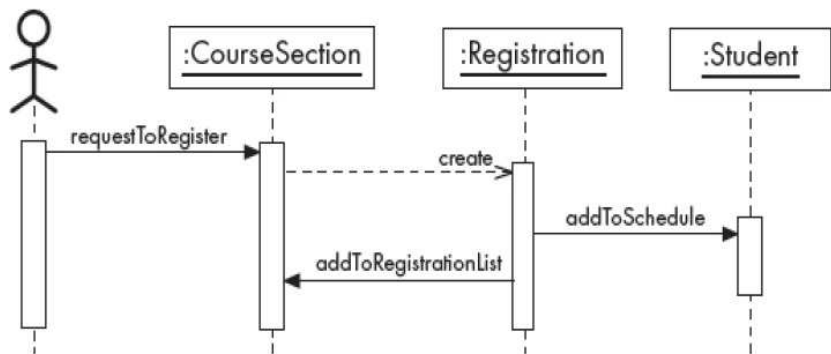 :CourseSection
:Registration
:Student
requestToRegister
create
addToSchedule
addToRegistrationList